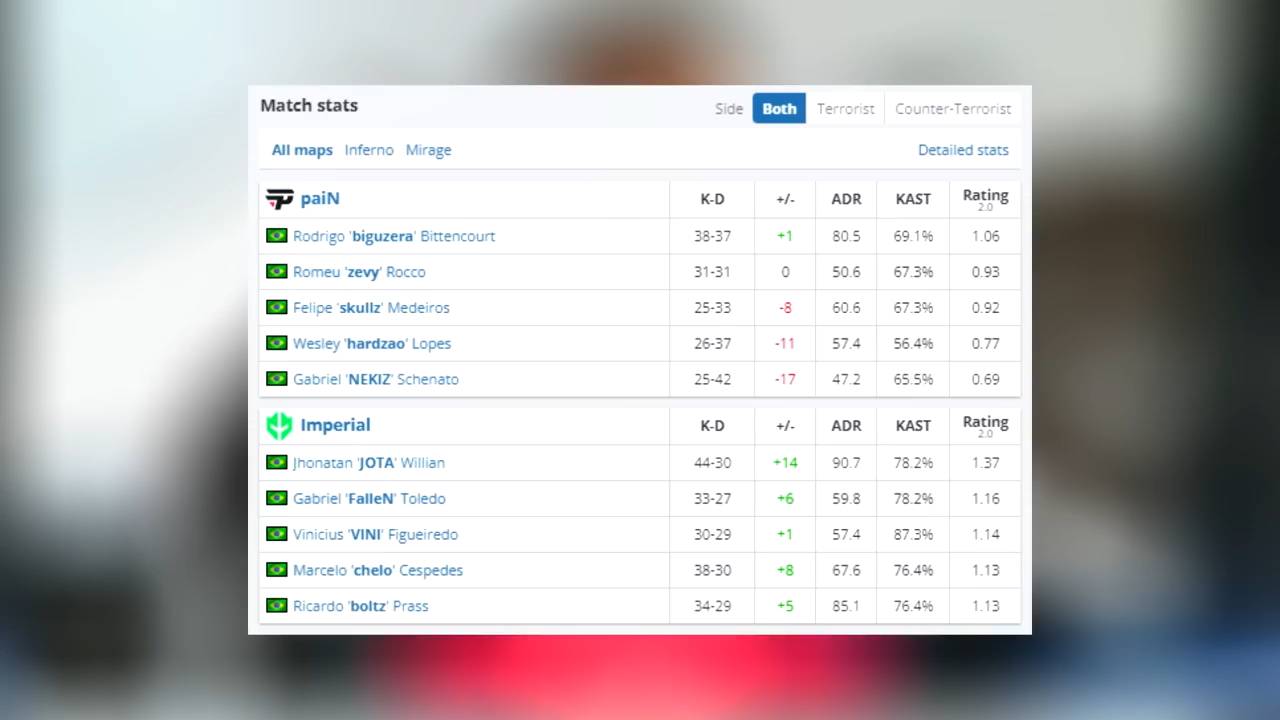 Match stats Side Both Terrorist Counter-Terrorist
All maps Inferno Mirage Detailed stats
paiN K-D +/- ADR KAST Rating 2.0
Rodrigo 'biguzera' Bittencourt 38-37 +1 80.5 69.1% 1.06
Romeu 'zevy' Rocco 31-31 0 50.6 67.3% 0.93
Felipe 'skullz' Medeiros 25-33 -8 60.6 67.3% 0.92
Wesley 'hardzao' Lopes 26-37 -11 57.4 56.4% 0.77
Gabriel 'NEKIZ' Schenato 25-42 -17 47.2 65.5% 0.69
Imperial K-D +/- ADR KAST Rating 2.0
Jhonatan 'JOTA' Willian 44-30 +14 90.7 78.2% 1.37
Gabriel 'FalleN' Toledo 33-27 +6 59.8 78.2% 1.16
Vinicius 'VINI' Figueiredo 30-29 +1 57.4 87.3% 1.14
Marcelo 'chelo' Cespedes 38-30 +8 67.6 76.4% 1.13
Ricardo 'boltz' Prass 34-29 +5 85.1 76.4% 1.13